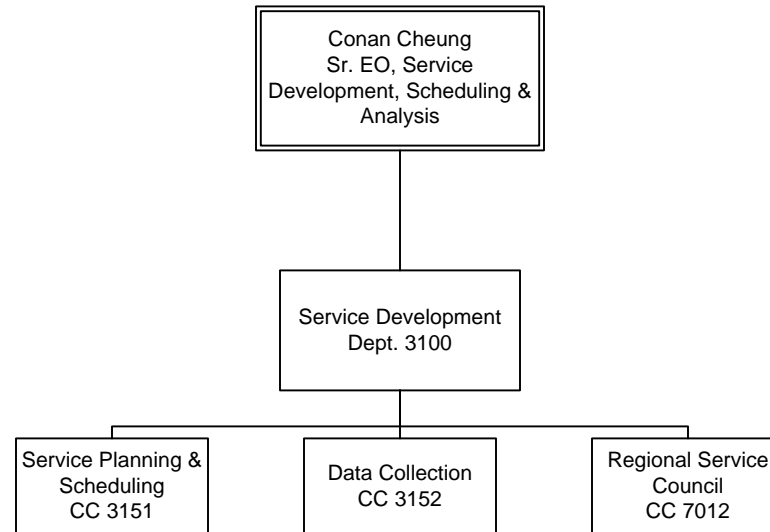 Conan Cheung
Sr. EO, Service
Development, Scheduling &
Analysis
Service Development
Dept. 3100
Service Planning &
Scheduling
CC 3151
Data Collection
CC 3152
Regional Service
Council
CC 7012